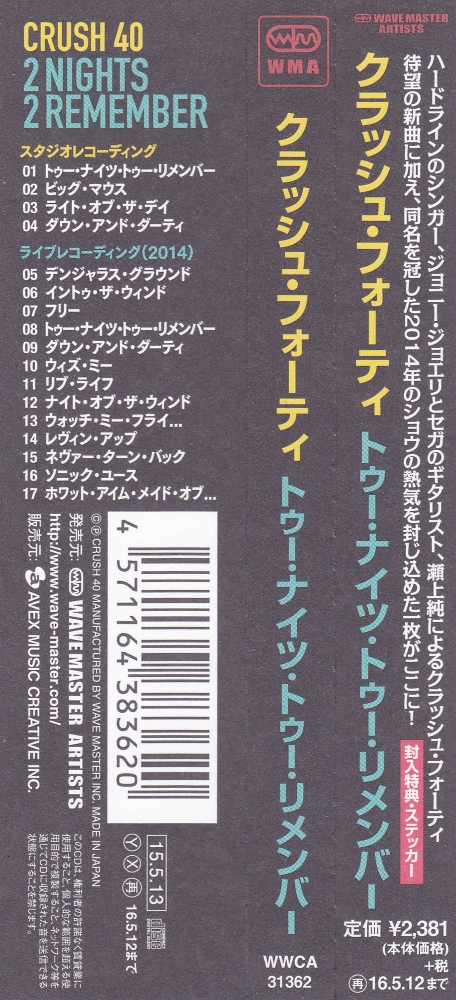 CRUSH 40
2 NIGHTS
2 REMEMBER
スタジオレコーディング
01 トゥー・ナイツ・トゥー・リメンバー
02 ビッグ・マウス
03 ライト・オブ・ザ・デイ
04 ダウン・アンド・ダーティ
ライブレコーディング(2014)
05 デンジャラス・グラウンド
06 イントゥ・ザ・ウィンド
07 フリー
08 トゥー・ナイツ・トゥー・リメンバー
09 ダウン・アンド・ダーティ
10 ウィズ・ミー
11 リブ・ライフ
12 ナイト・オブ・ザ・ウィンド
13 ウォッチ・ミー・フライ…
14 レヴィン・アップ
15 ネヴァー・ターン・バック
16 ソニック・ユース
17 ホワット・アイム・メイド・オブ…
4 571164 383620
ⒸⓅ CRUSH 40 MANUFACTURED BY WAVE MASTER INC. MADE IN JAPAN
発売元: WAVE MASTER ARTISTS
http://www.wave-master.com/
販売元: AVEX MUSIC CREATIVE INC.
このCDは、権利者の許諾なく賃貸業に
使用すること、個人的な範囲を超える使
用目的で複製すること、ネットワーク等を
通じてCDに収録された音を送信できる
状態にすることを禁じます。
15.5.13
Ⓨ Ⓧ 再 16.5.12まで
COMPACT disc DIGITAL AUDIO
WMA
クラッシュ・フォーティ トゥー・ナイツ・トゥー・リメンバー
WWCA
31362
WAVE MASTER
ARTISTS
ハードラインのシンガー、ジョニー・ジョエリとセガのギタリスト、瀬上純によるクラッシュ・フォーティ
待望の新曲に加え、同名を冠した2014年のショウの熱気を封じ込めた一枚がここに!
封入特典・ステッカー
クラッシュ・フォーティ トゥー・ナイツ・トゥー・リメンバー
定価 ¥2,381
(本体価格)
+税
再16.5.12まで